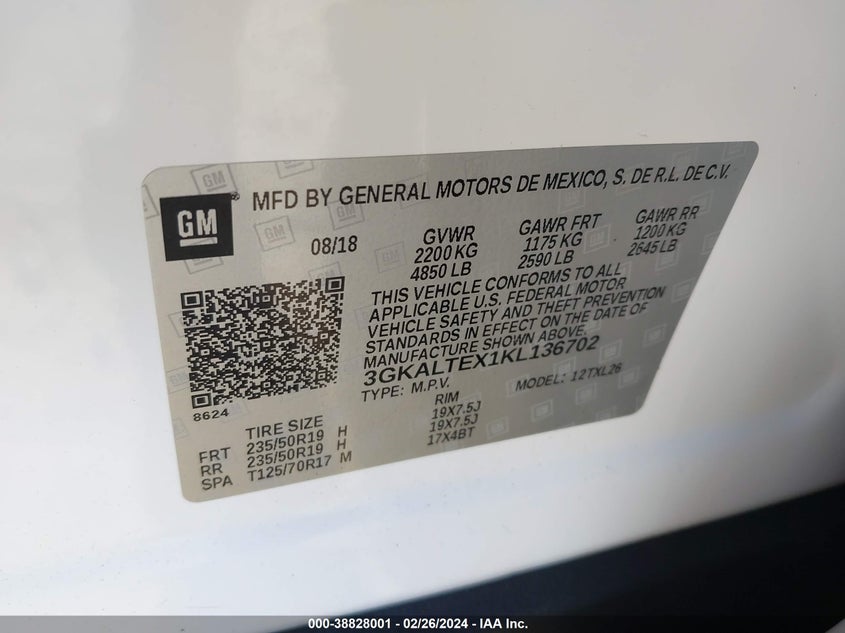 GM
®
MFD BY GENERAL MOTORS DE MEXICO, S. DE R.L. DE C.V.
08/18 GVWR GAWR FRT GAWR RR
2200 KG 1175 KG 1200 KG
4850 LB 2590 LB 2645 LB
THIS VEHICLE CONFORMS TO ALL
APPLICABLE U.S. FEDERAL MOTOR
VEHICLE SAFETY AND THEFT PREVENTION
STANDARDS IN EFFECT ON THE DATE OF
MANUFACTURE SHOWN ABOVE.
3GKALTEX1KL136702
TYPE: M.P.V. MODEL: 12TXL26
8624
TIRE SIZE RIM
FRT 235/50R19 H 19X7.5J
RR 235/50R19 H 19X7.5J
SPA T125/70R17 M 17X4BT
000-38828001 - 02/26/2024 - IAAI Inc.